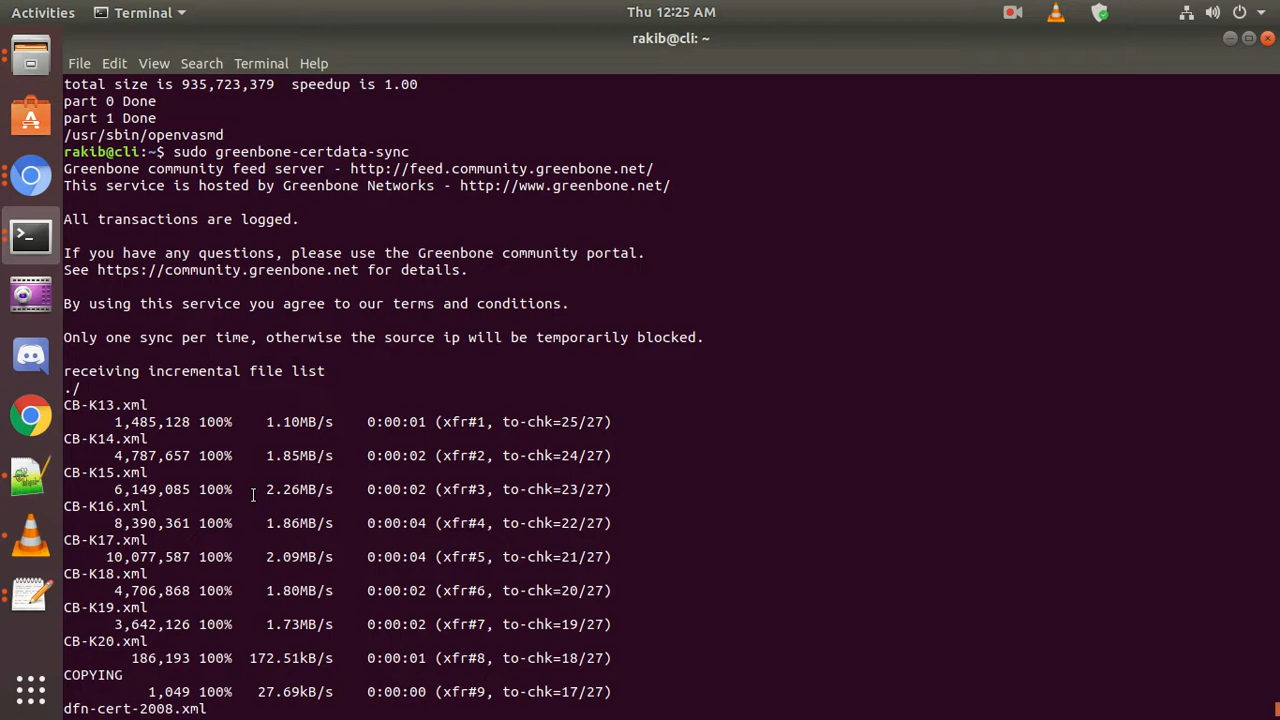 Activities
Terminal
Thu 12:25 AM
rakib@cli: ~
File Edit View Search Terminal Help
total size is 935,723,379  speedup is 1.00
part 0 Done
part 1 Done
/usr/sbin/openvasmd
rakib@cli:~$ sudo greenbone-certdata-sync
Greenbone community feed server - http://feed.community.greenbone.net/
This service is hosted by Greenbone Networks - http://www.greenbone.net/
All transactions are logged.
If you have any questions, please use the Greenbone community portal.
See https://community.greenbone.net for details.
By using this service you agree to our terms and conditions.
Only one sync per time, otherwise the source ip will be temporarily blocked.
receiving incremental file list
./
CB-K13.xml
1,485,128 100%    1.10MB/s    0:00:01 (xfr#1, to-chk=25/27)
CB-K14.xml
4,787,657 100%    1.85MB/s    0:00:02 (xfr#2, to-chk=24/27)
CB-K15.xml
6,149,085 100%    2.26MB/s    0:00:02 (xfr#3, to-chk=23/27)
CB-K16.xml
8,390,361 100%    1.86MB/s    0:00:04 (xfr#4, to-chk=22/27)
CB-K17.xml
10,077,587 100%    2.09MB/s    0:00:04 (xfr#5, to-chk=21/27)
CB-K18.xml
4,706,868 100%    1.80MB/s    0:00:02 (xfr#6, to-chk=20/27)
CB-K19.xml
3,642,126 100%    1.73MB/s    0:00:02 (xfr#7, to-chk=19/27)
CB-K20.xml
186,193 100%  172.51kB/s    0:00:01 (xfr#8, to-chk=18/27)
COPYING
1,049 100%   27.69kB/s    0:00:00 (xfr#9, to-chk=17/27)
dfn-cert-2008.xml